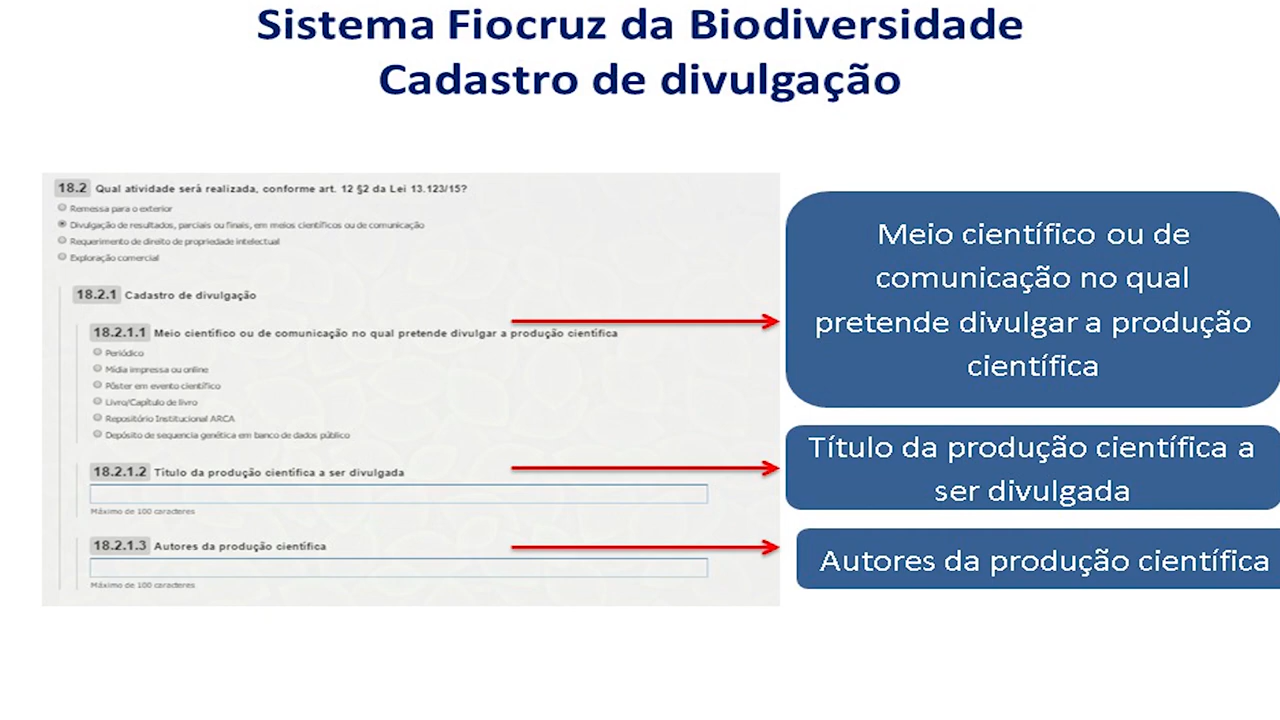 Sistema Fiocruz da Biodiversidade
Cadastro de divulgação
18.2 Qual atividade será realizada, conforme art. 12 §2 da Lei 13.123/15?
Remessa para o exterior
Divulgação de resultados, parciais ou finais, em meios científicos ou de comunicação
Requerimento de direito de propriedade intelectual
Exploração comercial
18.2.1 Cadastro de divulgação
18.2.1.1 Meio científico ou de comunicação no qual pretende divulgar a produção científica
Periódico
Mídia impressa ou online
Pôster em evento científico
Livro/Capítulo de livro
Repositório Institucional ARCA
Depósito de sequencia genética em banco de dados público
18.2.1.2 Título da produção científica a ser divulgada
Máximo de 100 caracteres
18.2.1.3 Autores da produção científica
Máximo de 100 caracteres
Meio científico ou de
comunicação no qual
pretende divulgar a produção
científica
Título da produção científica a
ser divulgada
Autores da produção científica